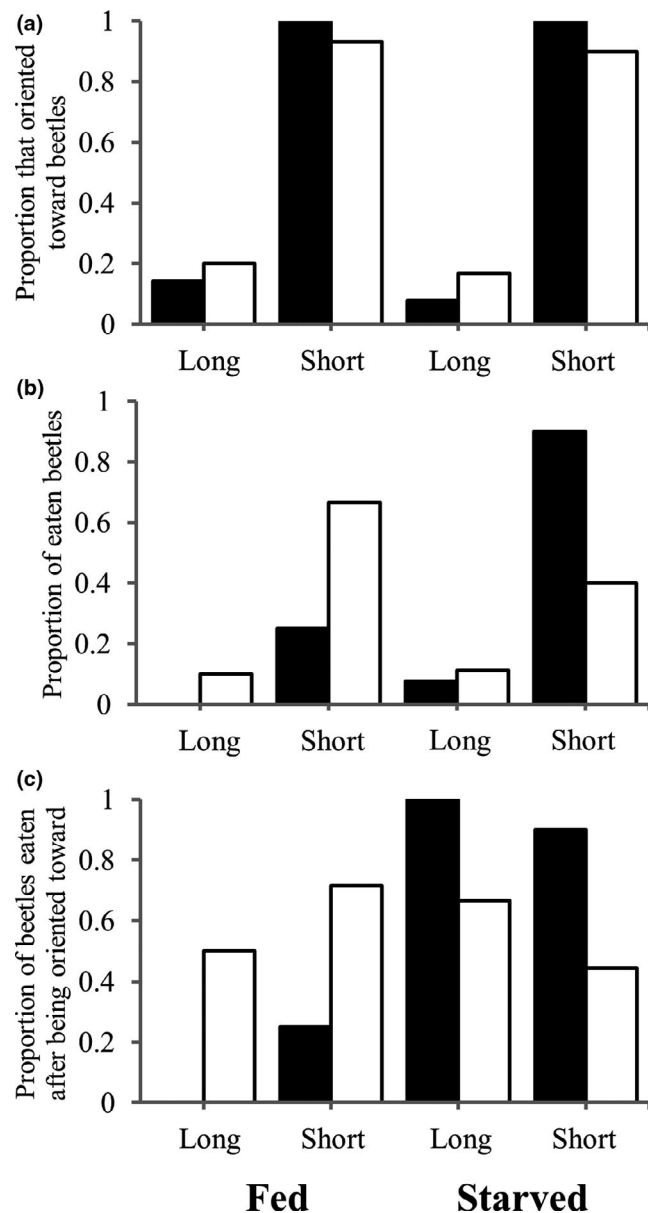 (a)
Proportion that oriented
toward beetles
1
0.8
0.6
0.4
0.2
0
Long Short Long Short
(b)
Proportion of eaten beetles
1
0.8
0.6
0.4
0.2
0
Long Short Long Short
(c)
Proportion of beetles eaten
after being oriented toward
1
0.8
0.6
0.4
0.2
0
Long Short Long Short
Fed Starved